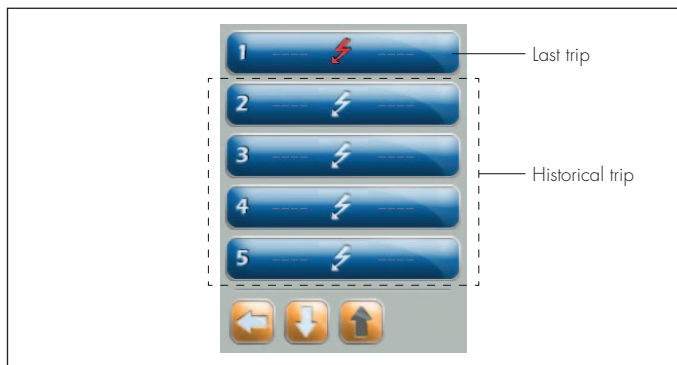 1 ---- ----
Last trip
2 ---- ----
3 ---- ----
Historical trip
4 ---- ----
5 ---- ----